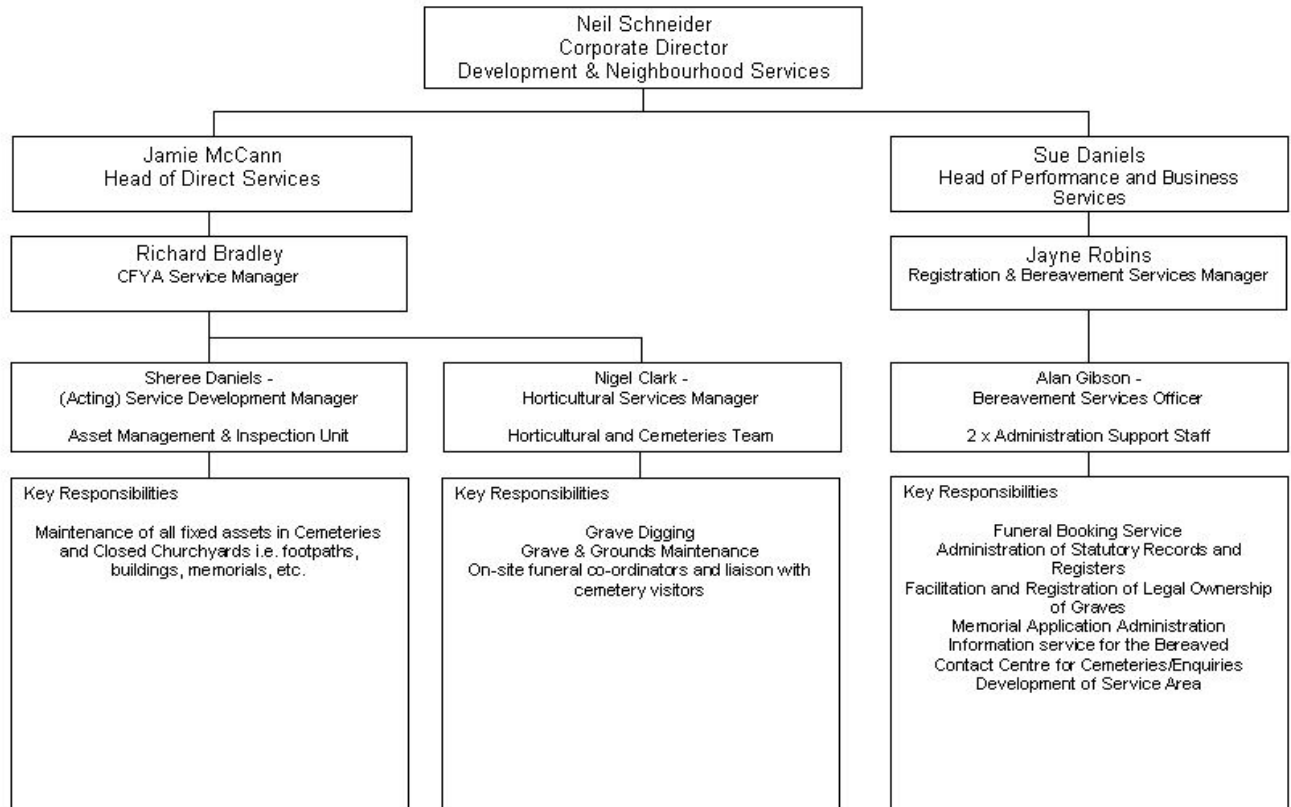 Neil Schneider
Corporate Director
Development & Neighbourhood Services
Jamie McCann
Head of Direct Services
Sue Daniels
Head of Performance and Business
Services
Richard Bradley
CFYA Service Manager
Jayne Robins
Registration & Bereavement Services Manager
Sheree Daniels -
(Acting) Service Development Manager
Asset Management & Inspection Unit
Nigel Clark -
Horticultural Services Manager
Horticultural and Cemeteries Team
Alan Gibson -
Bereavement Services Officer
2 x Administration Support Staff
Key Responsibilities
Maintenance of all fixed assets in Cemeteries
and Closed Churchyards i.e. footpaths,
buildings, memorials, etc.
Key Responsibilities
Grave Digging
Grave & Grounds Maintenance
On-site funeral co-ordinators and liaison with
cemetery visitors
Key Responsibilities
Funeral Booking Service
Administration of Statutory Records and
Registers
Facilitation and Registration of Legal Ownership
of Graves
Memorial Application Administration
Information service for the Bereaved
Contact Centre for Cemeteries/Enquiries
Development of Service Area